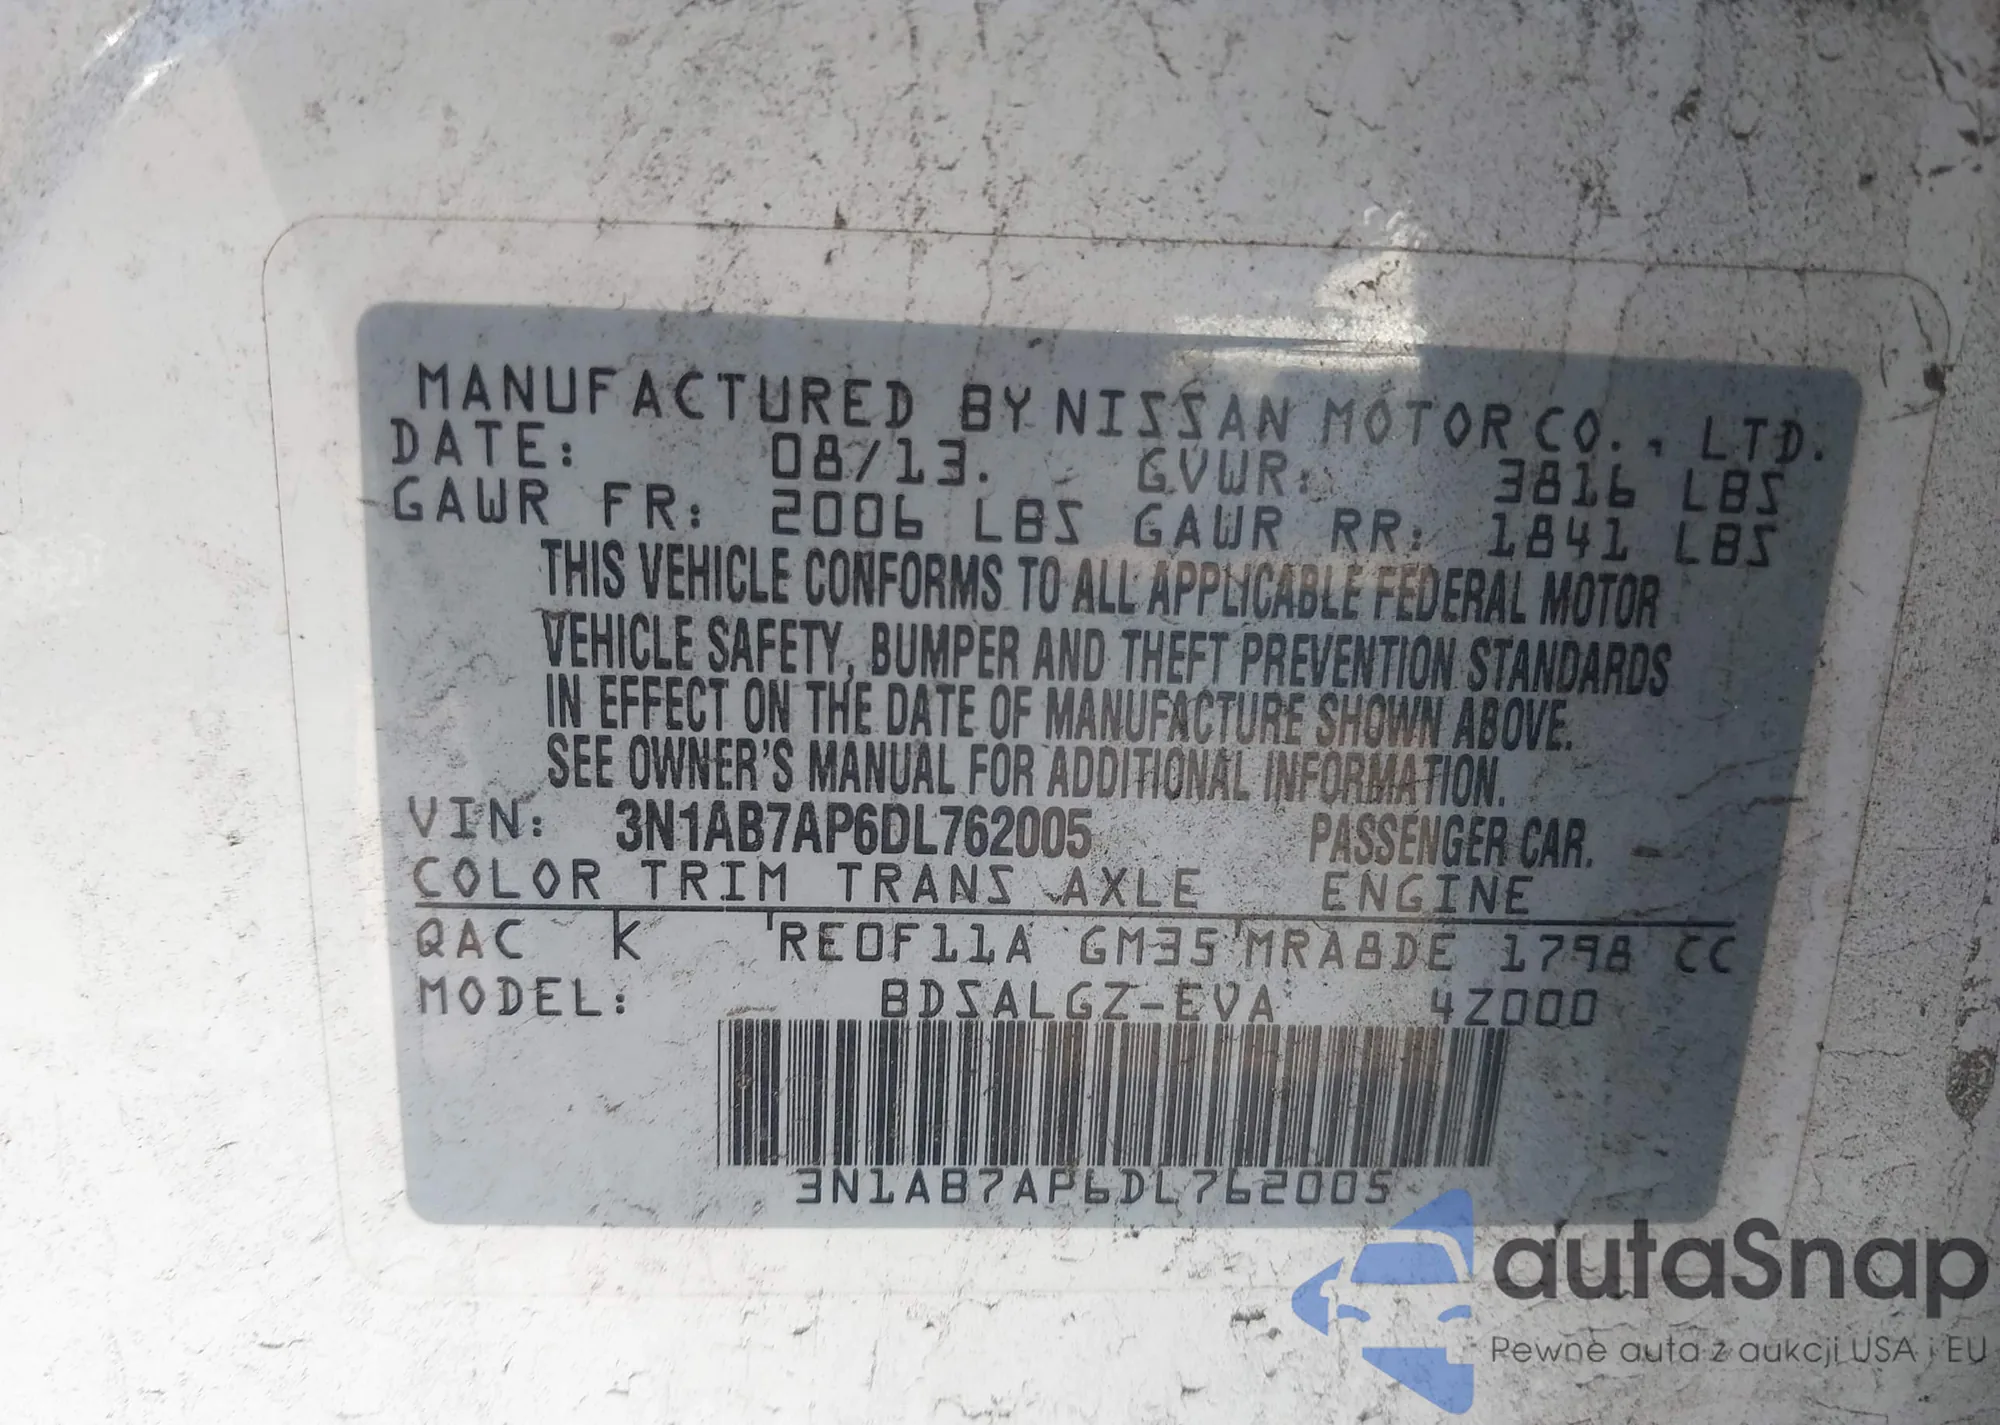 MANUFACTURED BY NISSAN MOTOR CO., LTD.
DATE: 08/13. GVWR: 3816 LBS
GAWR FR: 2006 LBS GAWR RR: 1841 LBS
THIS VEHICLE CONFORMS TO ALL APPLICABLE FEDERAL MOTOR
VEHICLE SAFETY, BUMPER AND THEFT PREVENTION STANDARDS
IN EFFECT ON THE DATE OF MANUFACTURE SHOWN ABOVE.
SEE OWNER'S MANUAL FOR ADDITIONAL INFORMATION.
VIN: 3N1AB7AP6DL762005 PASSENGER CAR.
COLOR TRIM TRANS AXLE ENGINE
QAC K RE0F11A GM35 MRA8DE 1798 CC
MODEL: BDSALGZ-EVA 4Z000
3N1AB7AP6DL762005
autaSnap
Pewne auta z aukcji USA i EU